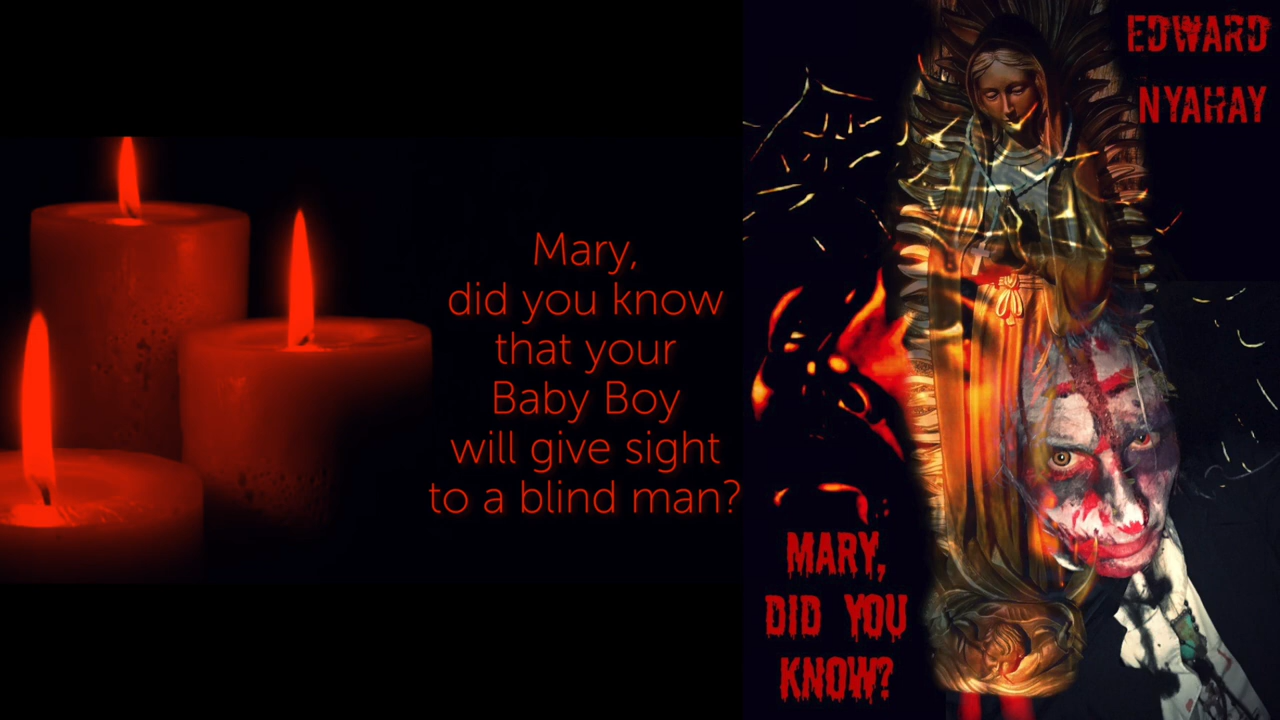 Mary,
did you know
that your
Baby Boy
will give sight
to a blind man?
EDWARD
NYAHAY
MARY,
DID YOU
KNOW?